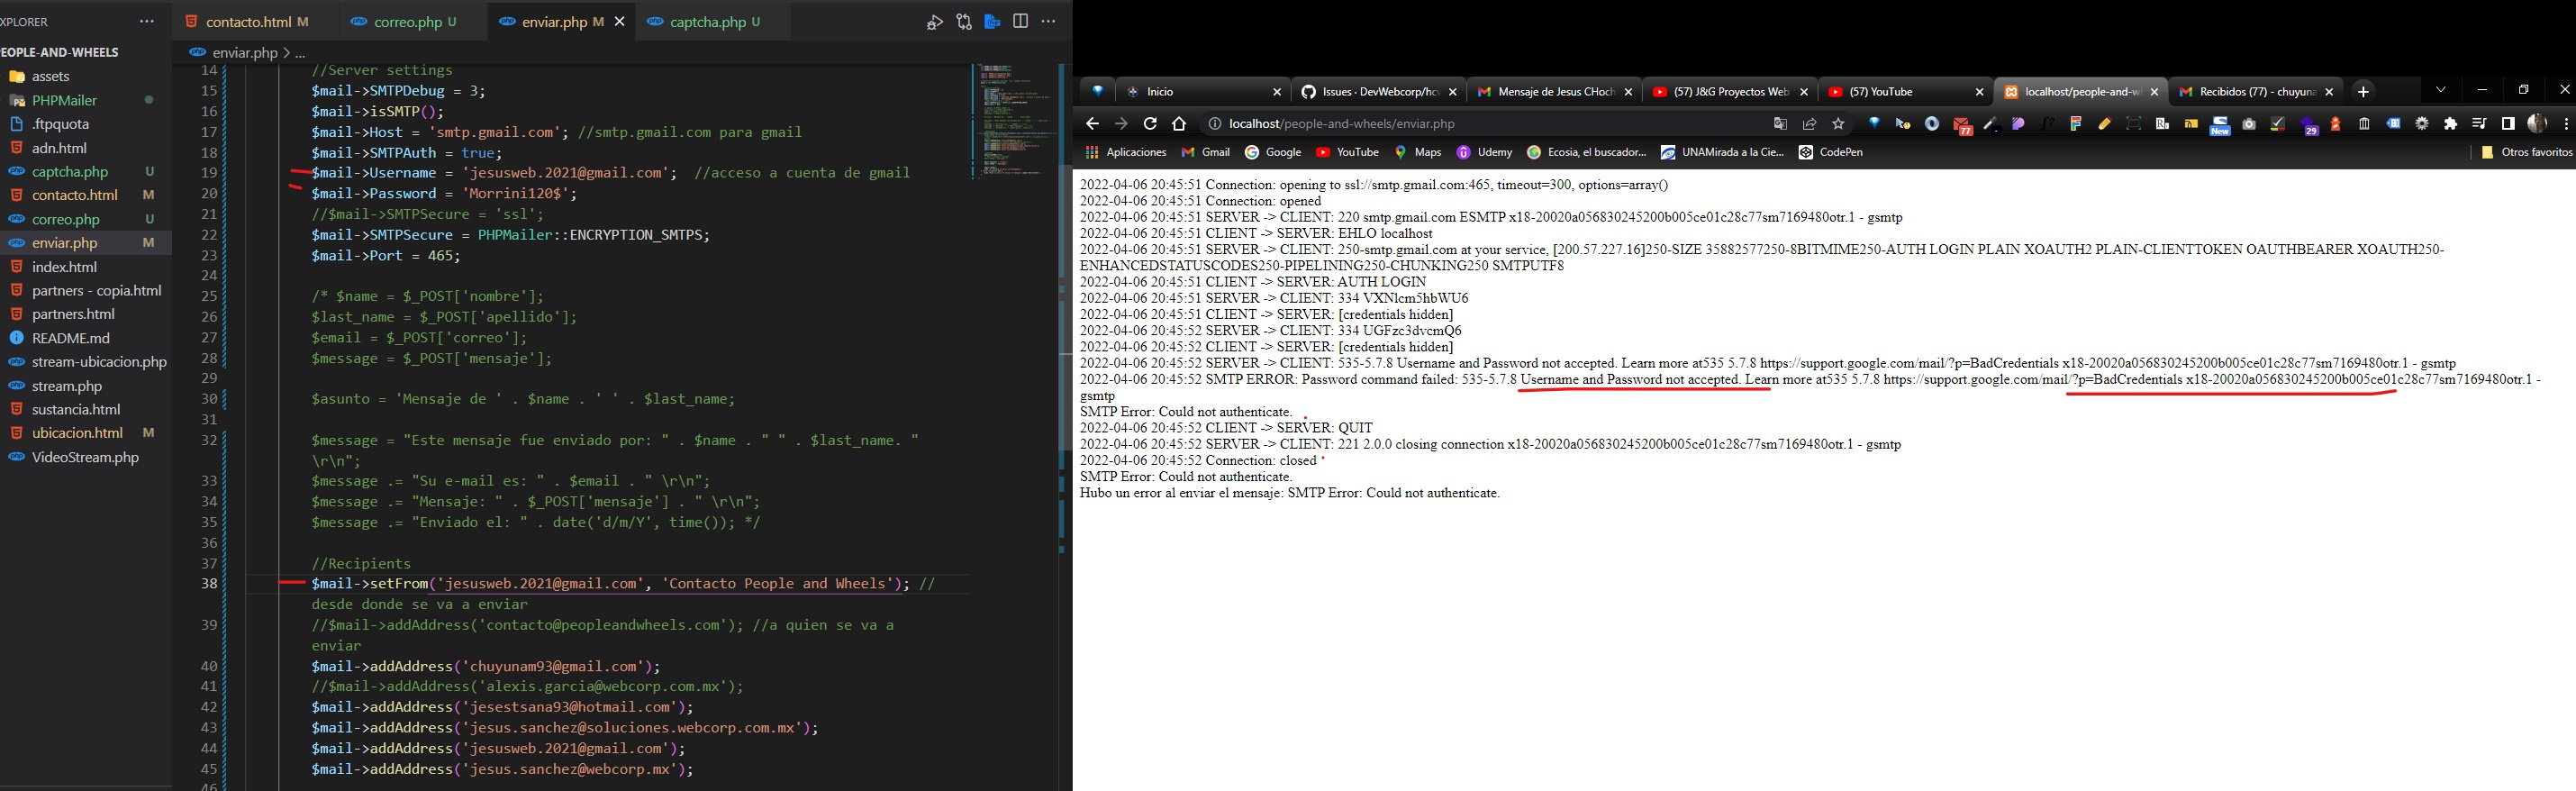 EXPLORER
···
PEOPLE-AND-WHEELS
assets
PHPMailer
.ftpquota
adn.html
captcha.php U
contacto.html M
correo.php U
enviar.php M
index.html
partners - copia.html
partners.html
README.md
stream-ubicacion.php
stream.php
sustancia.html
ubicacion.html M
VideoStream.php
contacto.html M
correo.php U
enviar.php M
captcha.php U
enviar.php > ...
14 //Server settings
15 $mail->SMTPDebug = 3;
16 $mail->isSMTP();
17 $mail->Host = 'smtp.gmail.com'; //smtp.gmail.com para gmail
18 $mail->SMTPAuth = true;
19 $mail->Username = 'jesusweb.2021@gmail.com';  //acceso a cuenta de gmail
20 $mail->Password = 'Morrini120$';
21 //$mail->SMTPSecure = 'ssl';
22 $mail->SMTPSecure = PHPMailer::ENCRYPTION_SMTPS;
23 $mail->Port = 465;
24
25 /* $name = $_POST['nombre'];
26 $last_name = $_POST['apellido'];
27 $email = $_POST['correo'];
28 $message = $_POST['mensaje'];
29
30 $asunto = 'Mensaje de ' . $name . ' ' . $last_name;
31
32 $message = "Este mensaje fue enviado por: " . $name . " " . $last_name. "
\r\n";
33 $message .= "Su e-mail es: " . $email . " \r\n";
34 $message .= "Mensaje: " . $_POST['mensaje'] . " \r\n";
35 $message .= "Enviado el: " . date('d/m/Y', time()); */
36
37 //Recipients
38 $mail->setFrom('jesusweb.2021@gmail.com', 'Contacto People and Wheels'); //
desde donde se va a enviar
39 //$mail->addAddress('contacto@peopleandwheels.com'); //a quien se va a
enviar
40 $mail->addAddress('chuyunam93@gmail.com');
41 //$mail->addAddress('alexis.garcia@webcorp.com.mx');
42 $mail->addAddress('jesestsana93@hotmail.com');
43 $mail->addAddress('jesus.sanchez@soluciones.webcorp.com.mx');
44 $mail->addAddress('jesusweb.2021@gmail.com');
45 $mail->addAddress('jesus.sanchez@webcorp.mx');
46
Inicio
Issues · DevWebcorp/hcv
Mensaje de Jesus CHoch
(57) J&G Proyectos Web
(57) YouTube
localhost/people-and-wh
Recibidos (77) - chuyuna
localhost/people-and-wheels/enviar.php
77
New
29
Aplicaciones
Gmail
Google
YouTube
Maps
Udemy
Ecosia, el buscador...
UNAMirada a la Cie...
CodePen
Otros favoritos
2022-04-06 20:45:51 Connection: opening to ssl://smtp.gmail.com:465, timeout=300, options=array()
2022-04-06 20:45:51 Connection: opened
2022-04-06 20:45:51 SERVER -> CLIENT: 220 smtp.gmail.com ESMTP x18-20020a056830245200b005ce01c28c77sm7169480otr.1 - gsmtp
2022-04-06 20:45:51 CLIENT -> SERVER: EHLO localhost
2022-04-06 20:45:51 SERVER -> CLIENT: 250-smtp.gmail.com at your service, [200.57.227.16]250-SIZE 35882577250-8BITMIME250-AUTH LOGIN PLAIN XOAUTH2 PLAIN-CLIENTTOKEN OAUTHBEARER XOAUTH250-
ENHANCEDSTATUSCODES250-PIPELINING250-CHUNKING250 SMTPUTF8
2022-04-06 20:45:51 CLIENT -> SERVER: AUTH LOGIN
2022-04-06 20:45:51 SERVER -> CLIENT: 334 VXNlcm5hbWU6
2022-04-06 20:45:51 CLIENT -> SERVER: [credentials hidden]
2022-04-06 20:45:52 SERVER -> CLIENT: 334 UGFzc3dvcmQ6
2022-04-06 20:45:52 CLIENT -> SERVER: [credentials hidden]
2022-04-06 20:45:52 SERVER -> CLIENT: 535-5.7.8 Username and Password not accepted. Learn more at535 5.7.8 https://support.google.com/mail/?p=BadCredentials x18-20020a056830245200b005ce01c28c77sm7169480otr.1 - gsmtp
2022-04-06 20:45:52 SMTP ERROR: Password command failed: 535-5.7.8 Username and Password not accepted. Learn more at535 5.7.8 https://support.google.com/mail/?p=BadCredentials x18-20020a056830245200b005ce01c28c77sm7169480otr.1 -
gsmtp
SMTP Error: Could not authenticate.
2022-04-06 20:45:52 CLIENT -> SERVER: QUIT
2022-04-06 20:45:52 SERVER -> CLIENT: 221 2.0.0 closing connection x18-20020a056830245200b005ce01c28c77sm7169480otr.1 - gsmtp
2022-04-06 20:45:52 Connection: closed
SMTP Error: Could not authenticate.
Hubo un error al enviar el mensaje: SMTP Error: Could not authenticate.